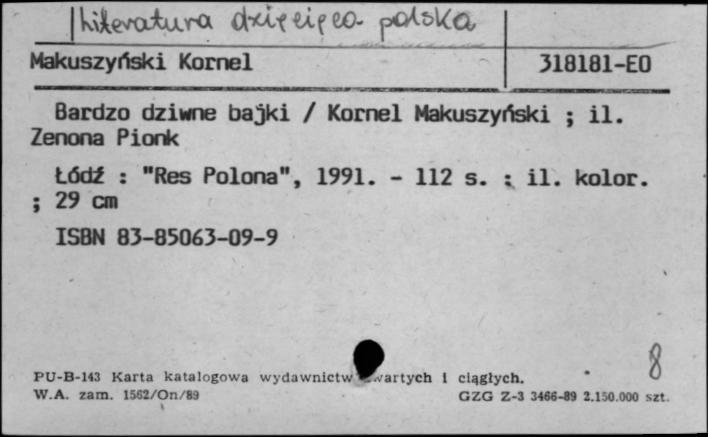 literatura dziecięca polska
Makuszyński Kornel 318181-EO
Bardzo dziwne bajki / Kornel Makuszyński ; il.
Zenona Pionk
Łódź : "Res Polona", 1991. - 112 s. : il. kolor.
; 29 cm
ISBN 83-85063-09-9
8
PU-B-143 Karta katalogowa wydawnictw zwartych i ciągłych.
W.A. zam. 1562/On/89 GZG Z-3 3466-89 2.150.000 szt.